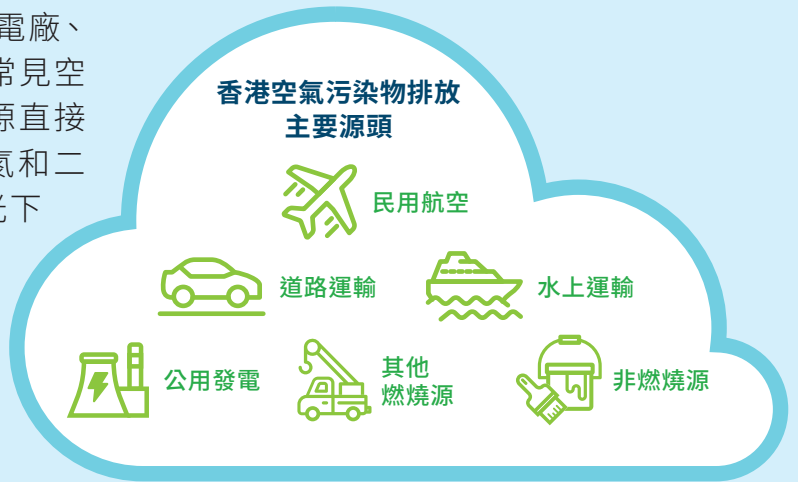 電廠、
常見空
源直接
氮和二
光下
香港空氣污染物排放
主要源頭
民用航空
道路運輸
水上運輸
公用發電
其他
燃燒源
非燃燒源